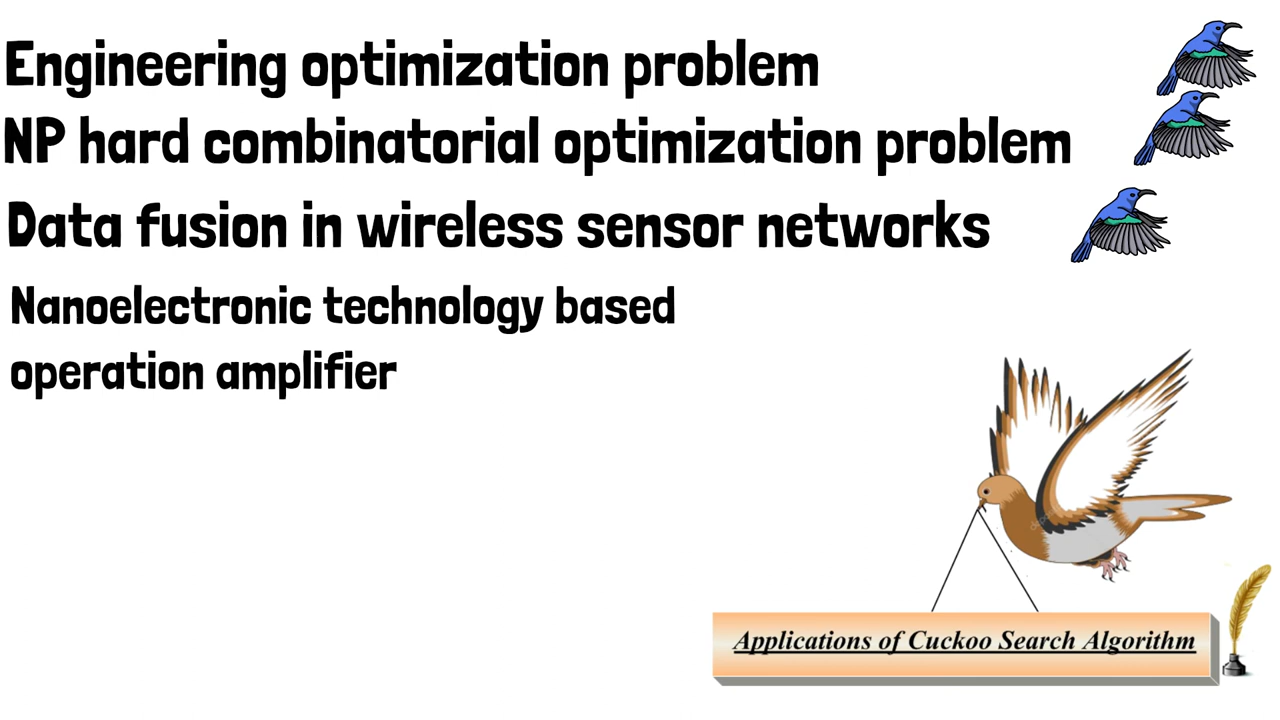 Engineering optimization problem
NP hard combinatorial optimization problem
Data fusion in wireless sensor networks
Nanoelectronic technology based
operation amplifier
Applications of Cuckoo Search Algorithm